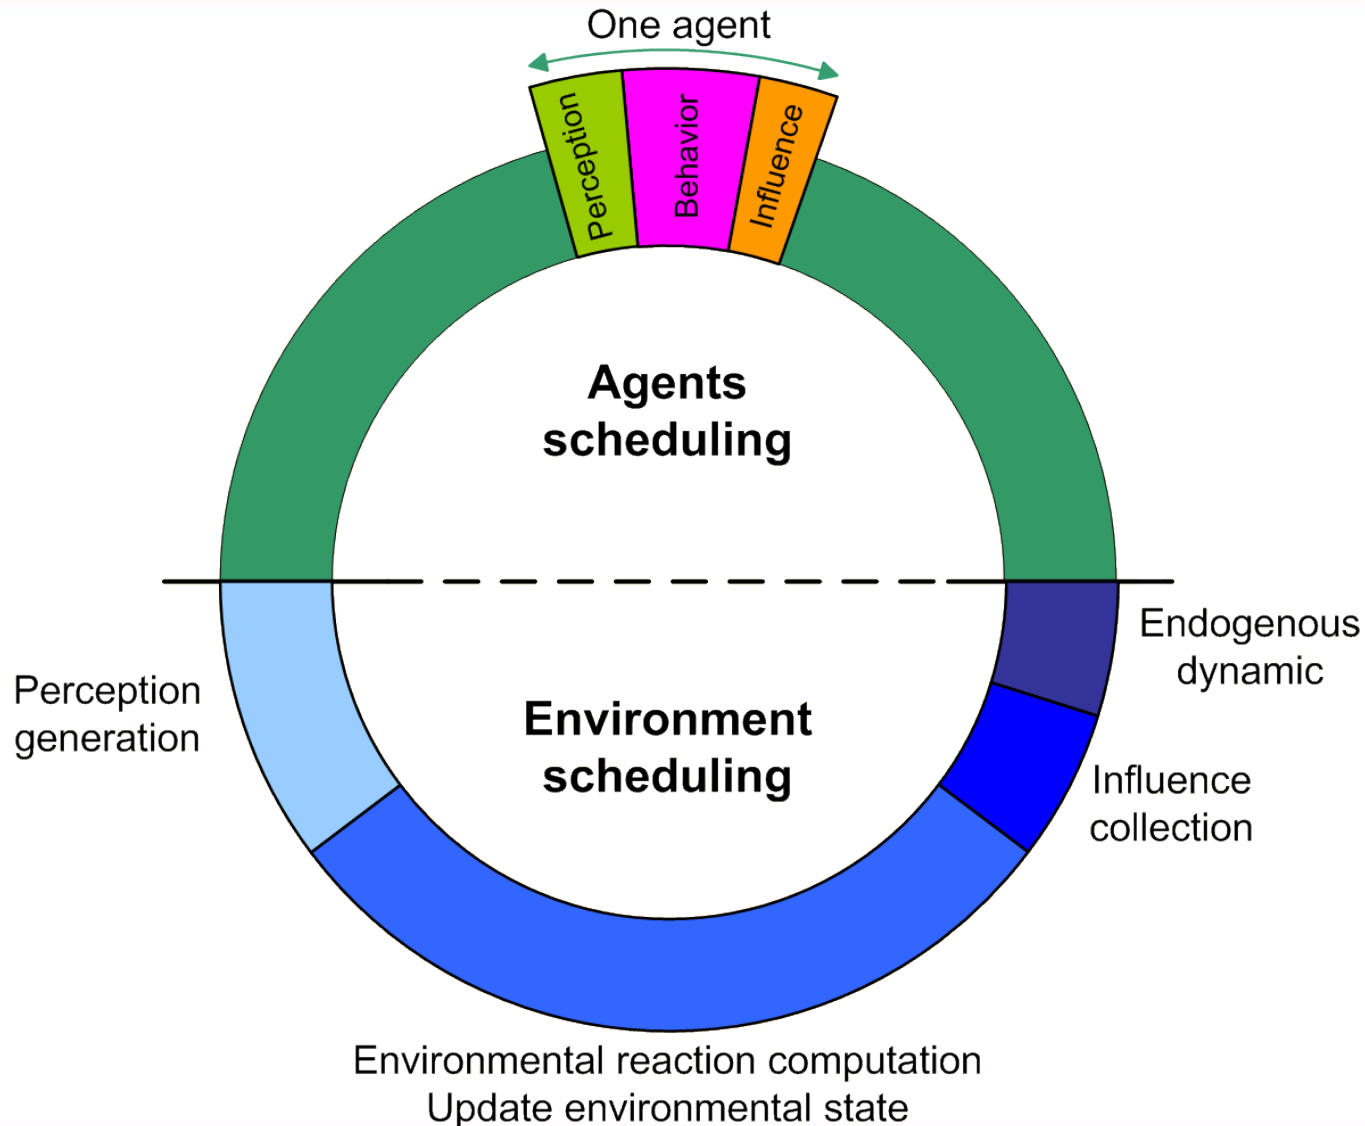 One agent
Perception
Behavior
Influence
Agents
scheduling
Environment
scheduling
Endogenous
dynamic
Perception
generation
Influence
collection
Environmental reaction computation
Update environmental state